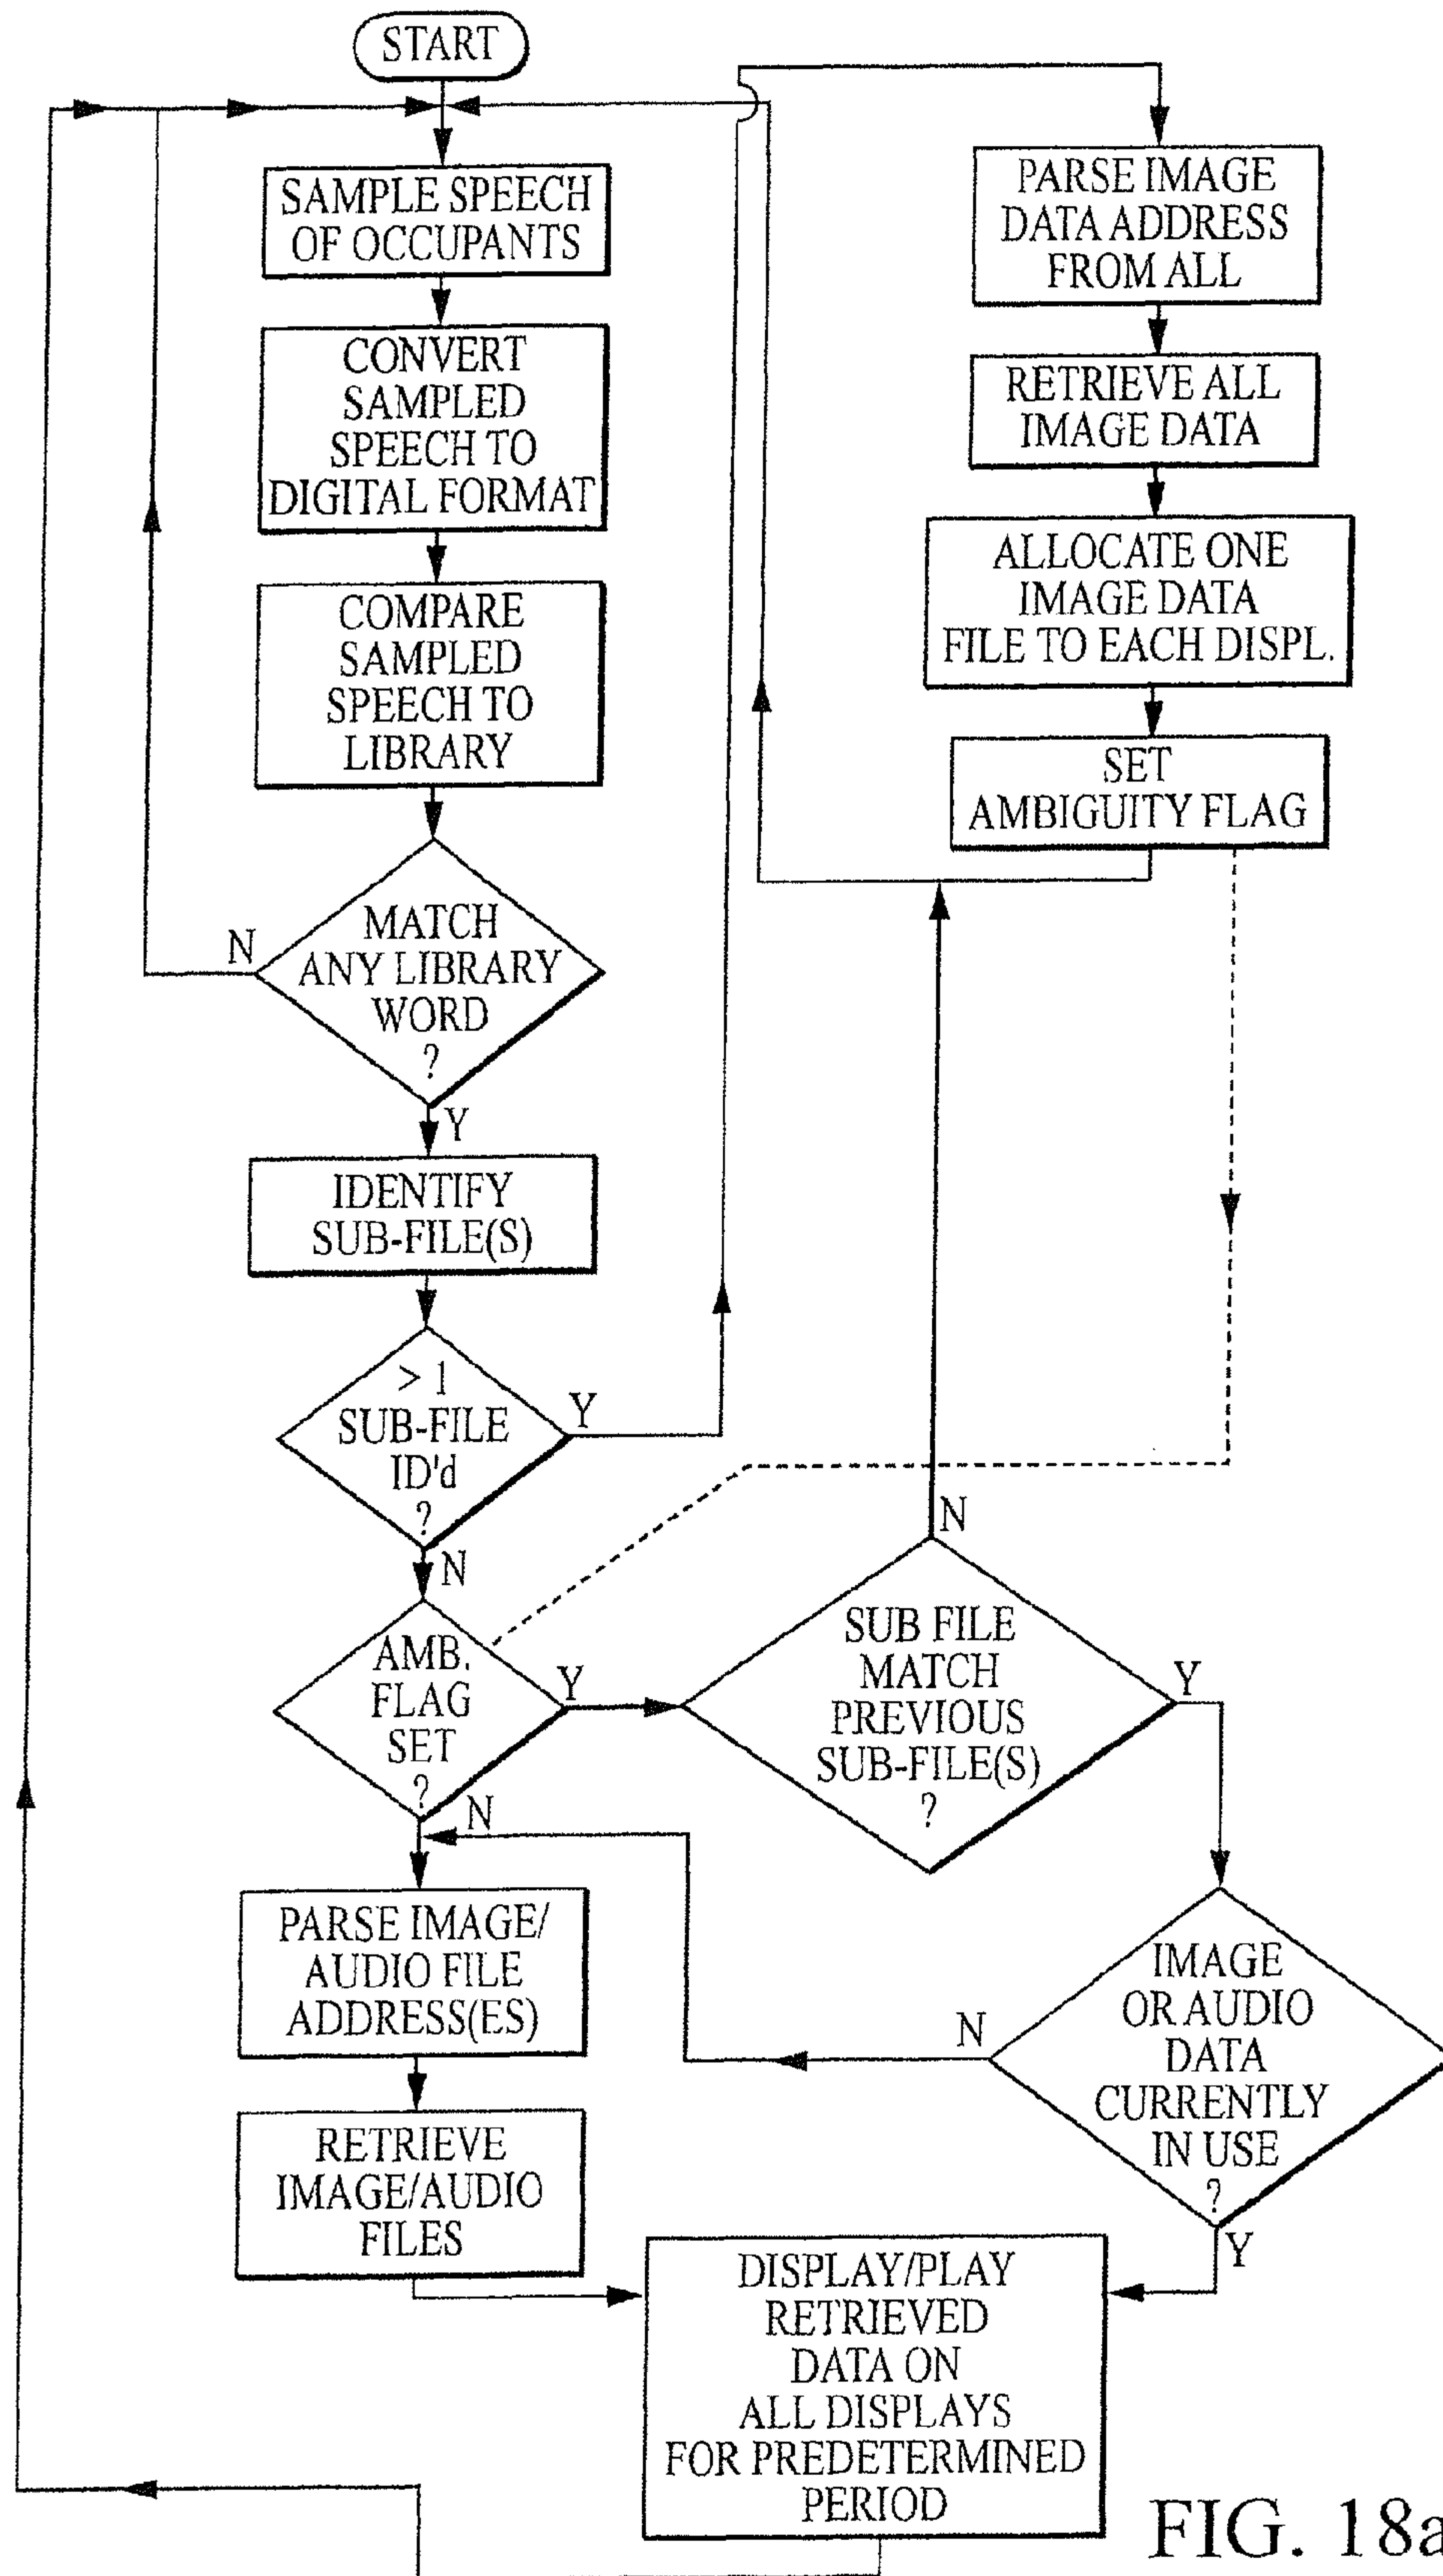 START
SAMPLE SPEECH
OF OCCUPANTS
CONVERT
SAMPLED
SPEECH TO
DIGITAL FORMAT
COMPARE
SAMPLED
SPEECH TO
LIBRARY
MATCH
ANY LIBRARY
WORD
?
N
Y
IDENTIFY
SUB-FILE(S)
> 1
SUB-FILE
ID'd
?
Y
N
PARSE IMAGE
DATA ADDRESS
FROM ALL
RETRIEVE ALL
IMAGE DATA
ALLOCATE ONE
IMAGE DATA
FILE TO EACH DISPL.
SET
AMBIGUITY FLAG
AMB.
FLAG
SET
?
Y
N
SUB FILE
MATCH
PREVIOUS
SUB-FILE(S)
?
N
Y
IMAGE
OR AUDIO
DATA
CURRENTLY
IN USE
?
N
Y
PARSE IMAGE/
AUDIO FILE
ADDRESS(ES)
RETRIEVE
IMAGE/AUDIO
FILES
DISPLAY/PLAY
RETRIEVED
DATA ON
ALL DISPLAYS
FOR PREDETERMINED
PERIOD
FIG. 18a